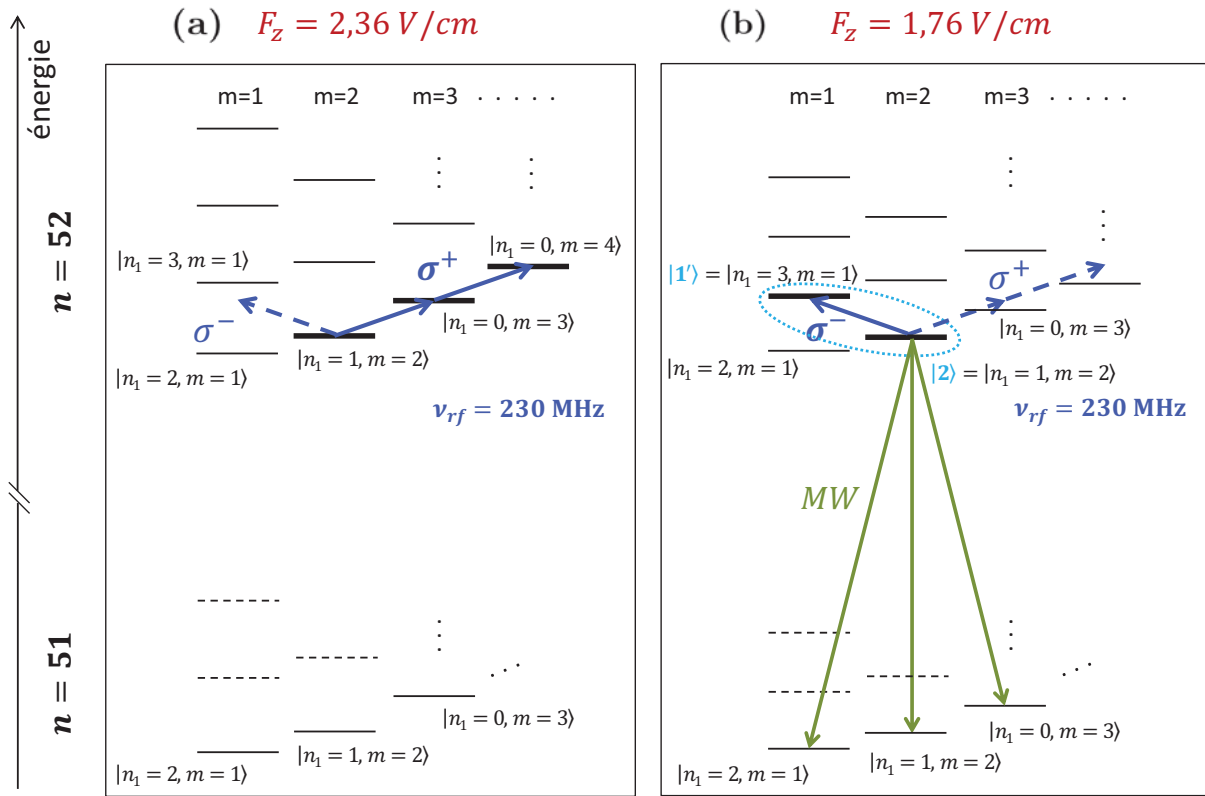 (a) F_z = 2,36 V/cm
(b) F_z = 1,76 V/cm
énergie
n = 52
n = 51
m=1 m=2 m=3 . . . . .
|n₁ = 3, m = 1⟩
|n₁ = 0, m = 4⟩
σ⁺
σ⁻
|n₁ = 0, m = 3⟩
|n₁ = 1, m = 2⟩
|n₁ = 2, m = 1⟩
ν_rf = 230 MHz
|n₁ = 0, m = 3⟩
|n₁ = 1, m = 2⟩
|n₁ = 2, m = 1⟩
m=1 m=2 m=3 . . . . .
|1′⟩ = |n₁ = 3, m = 1⟩
σ⁺
σ⁻
|n₁ = 0, m = 3⟩
|n₁ = 2, m = 1⟩
|2⟩ = |n₁ = 1, m = 2⟩
ν_rf = 230 MHz
MW
|n₁ = 0, m = 3⟩
|n₁ = 1, m = 2⟩
|n₁ = 2, m = 1⟩